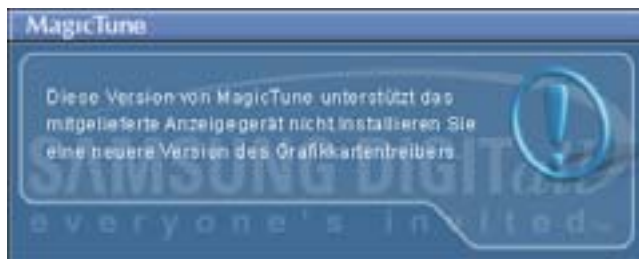 MagicTune
Diese Version von MagicTune unterstützt das
mitgelieferte Anzeigegerät nicht Installieren Sie
eine neuere Version des Grafikkartentreibers.
SAMSUNG DIGITall
everyone's invited™